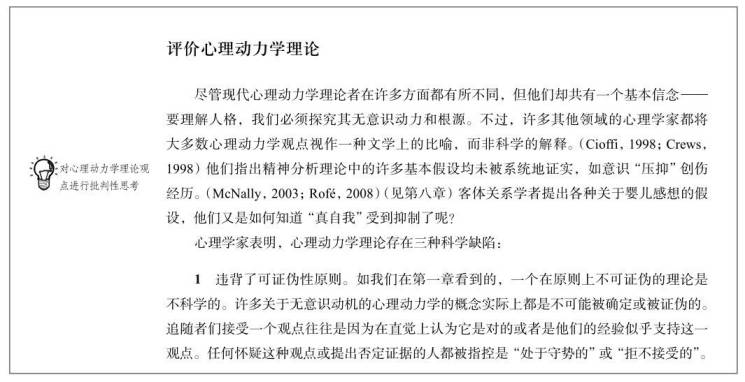 评价心理动力学理论
尽管现代心理动力学理论者在许多方面都有所不同，但他们却共有一个基本信念——
要理解人格，我们必须探究其无意识动力和根源。不过，许多其他领域的心理学家都将
大多数心理动力学观点视作一种文学上的比喻，而非科学的解释。(Cioffi, 1998; Crews,
1998) 他们指出精神分析理论中的许多基本假设均未被系统地证实，如意识“压抑”创伤
经历。(McNally, 2003; Rofé, 2008)（见第八章）客体关系学者提出各种关于婴儿感想的假
设，他们又是如何知道“真自我”受到抑制了呢？
对心理动力学理论观
点进行批判性思考
心理学家表明，心理动力学理论存在三种科学缺陷：
1 违背了可证伪性原则。如我们在第一章看到的，一个在原则上不可证伪的理论是
不科学的。许多关于无意识动机的心理动力学的概念实际上都是不可能被确定或被证伪的。
追随者们接受一个观点往往是因为在直觉上认为它是对的或者是他们的经验似乎支持这一
观点。任何怀疑这种观点或提出否定证据的人都被指控是“处于守势的”或“拒不接受的”。